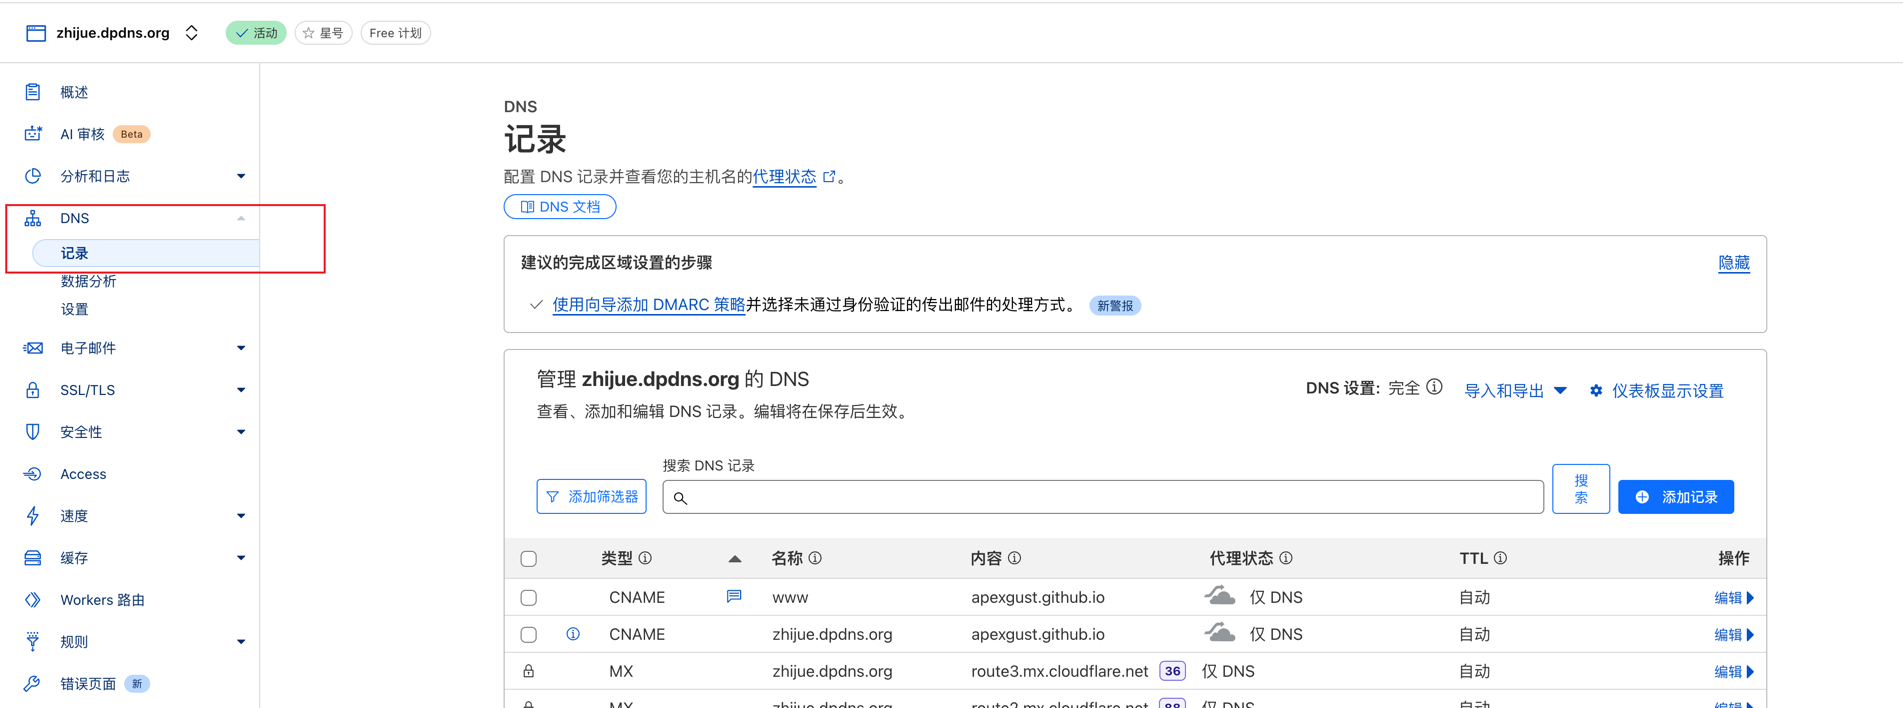 zhijue.dpdns.org
活动
星号
Free 计划
概述
AI 审核 Beta
分析和日志
DNS
记录
数据分析
设置
电子邮件
SSL/TLS
安全性
Access
速度
缓存
Workers 路由
规则
错误页面 新
DNS
记录
配置 DNS 记录并查看您的主机名的代理状态。
DNS 文档
建议的完成区域设置的步骤
隐藏
使用向导添加 DMARC 策略并选择未通过身份验证的传出邮件的处理方式。 新警报
管理 zhijue.dpdns.org 的 DNS
查看、添加和编辑 DNS 记录。编辑将在保存后生效。
DNS 设置: 完全
导入和导出
仪表板显示设置
搜索 DNS 记录
添加筛选器
搜
索
添加记录
类型 名称 内容 代理状态 TTL 操作
CNAME www apexgust.github.io 仅 DNS 自动 编辑
CNAME zhijue.dpdns.org apexgust.github.io 仅 DNS 自动 编辑
MX zhijue.dpdns.org route3.mx.cloudflare.net 36 仅 DNS 自动 编辑
MX zhijue.dpdns.org route2.mx.cloudflare.net 88 仅 DNS 自动 编辑